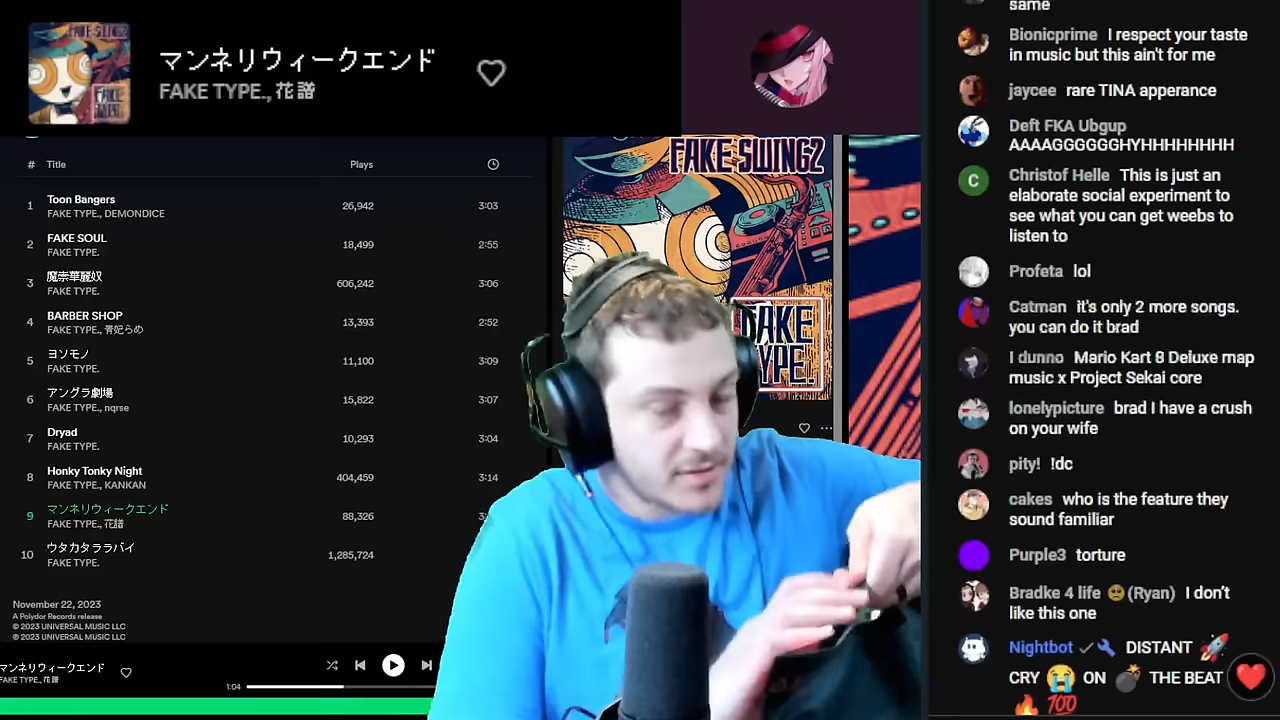 マンネリウィークエンド
FAKE TYPE., 花譜
# Title Plays
1 Toon Bangers 26,942 3:03
FAKE TYPE., DEMONDICE
2 FAKE SOUL 18,499 2:55
FAKE TYPE.
3 魔崇華麗奴 606,242 3:06
FAKE TYPE.
4 BARBER SHOP 13,393 2:52
FAKE TYPE., 青妃らめ
5 ヨソモノ 11,100 3:09
FAKE TYPE.
6 アングラ劇場 15,822 3:07
FAKE TYPE., nqrse
7 Dryad 10,293 3:04
FAKE TYPE.
8 Honky Tonky Night 404,459 3:14
FAKE TYPE., KANKAN
9 マンネリウィークエンド 88,326
FAKE TYPE., 花譜
10 ウタカタララバイ 1,285,724
FAKE TYPE.
November 22, 2023
A Polydor Records release
© 2023 UNIVERSAL MUSIC LLC
℗ 2023 UNIVERSAL MUSIC LLC
マンネリウィークエンド
FAKE TYPE., 花譜
1:04
FAKE SWING2
FAKE
TYPE.
same
Bionicprime I respect your taste
in music but this ain't for me
jaycee rare TINA apperance
Deft FKA Ubgup
AAAAGGGGGGHYHHHHHHHH
C Christof Helle This is just an
elaborate social experiment to
see what you can get weebs to
listen to
Profeta lol
Catman it's only 2 more songs.
you can do it brad
I dunno Mario Kart 8 Deluxe map
music x Project Sekai core
lonelypicture brad I have a crush
on your wife
pity! !dc
cakes who is the feature they
sound familiar
Purple3 torture
Bradke 4 life 🥺(Ryan) I don't
like this one
Nightbot DISTANT 🚀
CRY 😭 ON 💣 THE BEAT
🔥 💯